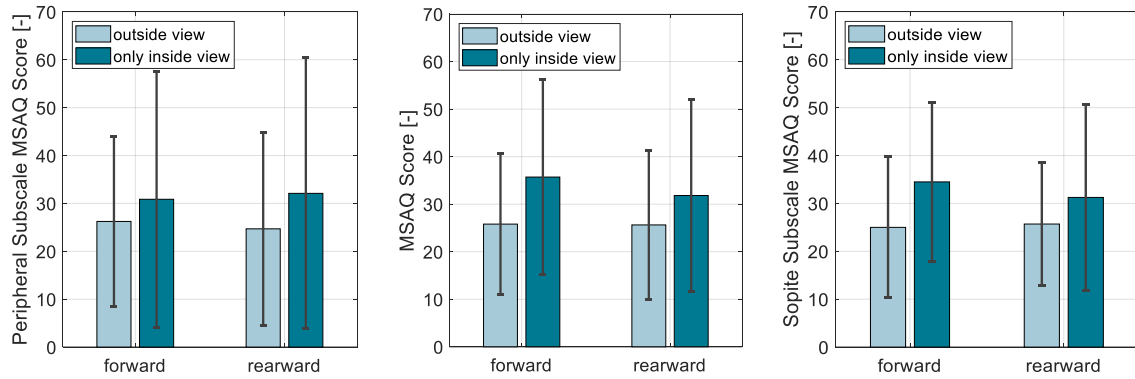 Peripheral Subscale MSAQ Score [-]
70
60
50
40
30
20
10
0
outside view
only inside view
forward
rearward
MSAQ Score [-]
70
60
50
40
30
20
10
0
outside view
only inside view
forward
rearward
Sopite Subscale MSAQ Score [-]
70
60
50
40
30
20
10
0
outside view
only inside view
forward
rearward